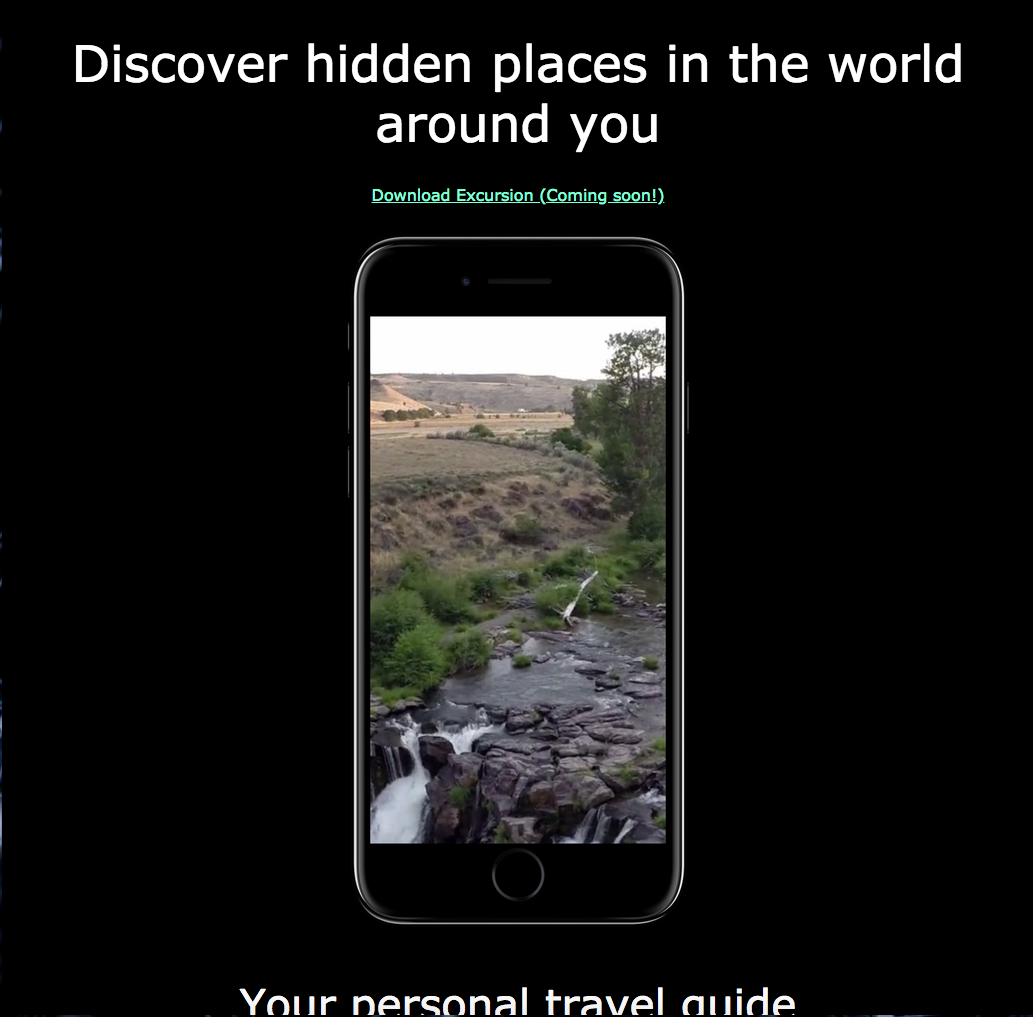 Discover hidden places in the world
around you
Download Excursion (Coming soon!)
Your personal travel guide